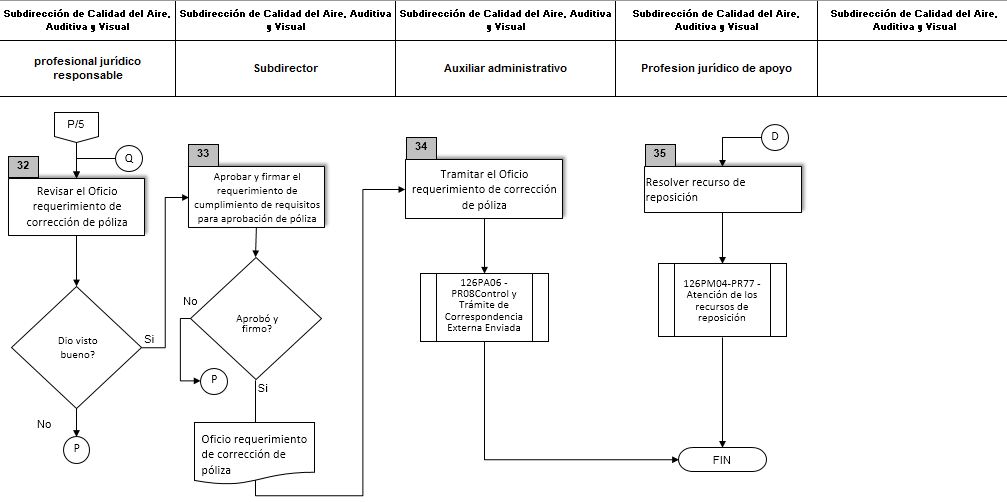 Subdirección de Calidad del Aire,
Auditiva y Visual
Subdirección de Calidad del Aire, Auditiva
y Visual
Subdirección de Calidad del Aire, Auditiva
y Visual
Subdirección de Calidad del Aire,
Auditiva y Visual
Subdirección de Calidad del Aire,
Auditiva y Visual
profesional jurídico
responsable
Subdirector
Auxiliar administrativo
Profesion jurídico de apoyo
P/5
Q
32
Revisar el Oficio
requerimiento de
corrección de póliza
Dio visto
bueno?
Si
No
P
33
Aprobar y firmar el
requerimiento de
cumplimiento de requisitos
para aprobación de póliza
No
Aprobó y
firmo?
P
Si
Oficio requerimiento
de corrección de
póliza
34
Tramitar el Oficio
requerimiento de corrección
de póliza
126PA06 -
PR08Control y
Trámite de
Correspondencia
Externa Enviada
D
35
Resolver recurso de
reposición
126PM04-PR77 -
Atención de los
recursos de
reposición
FIN